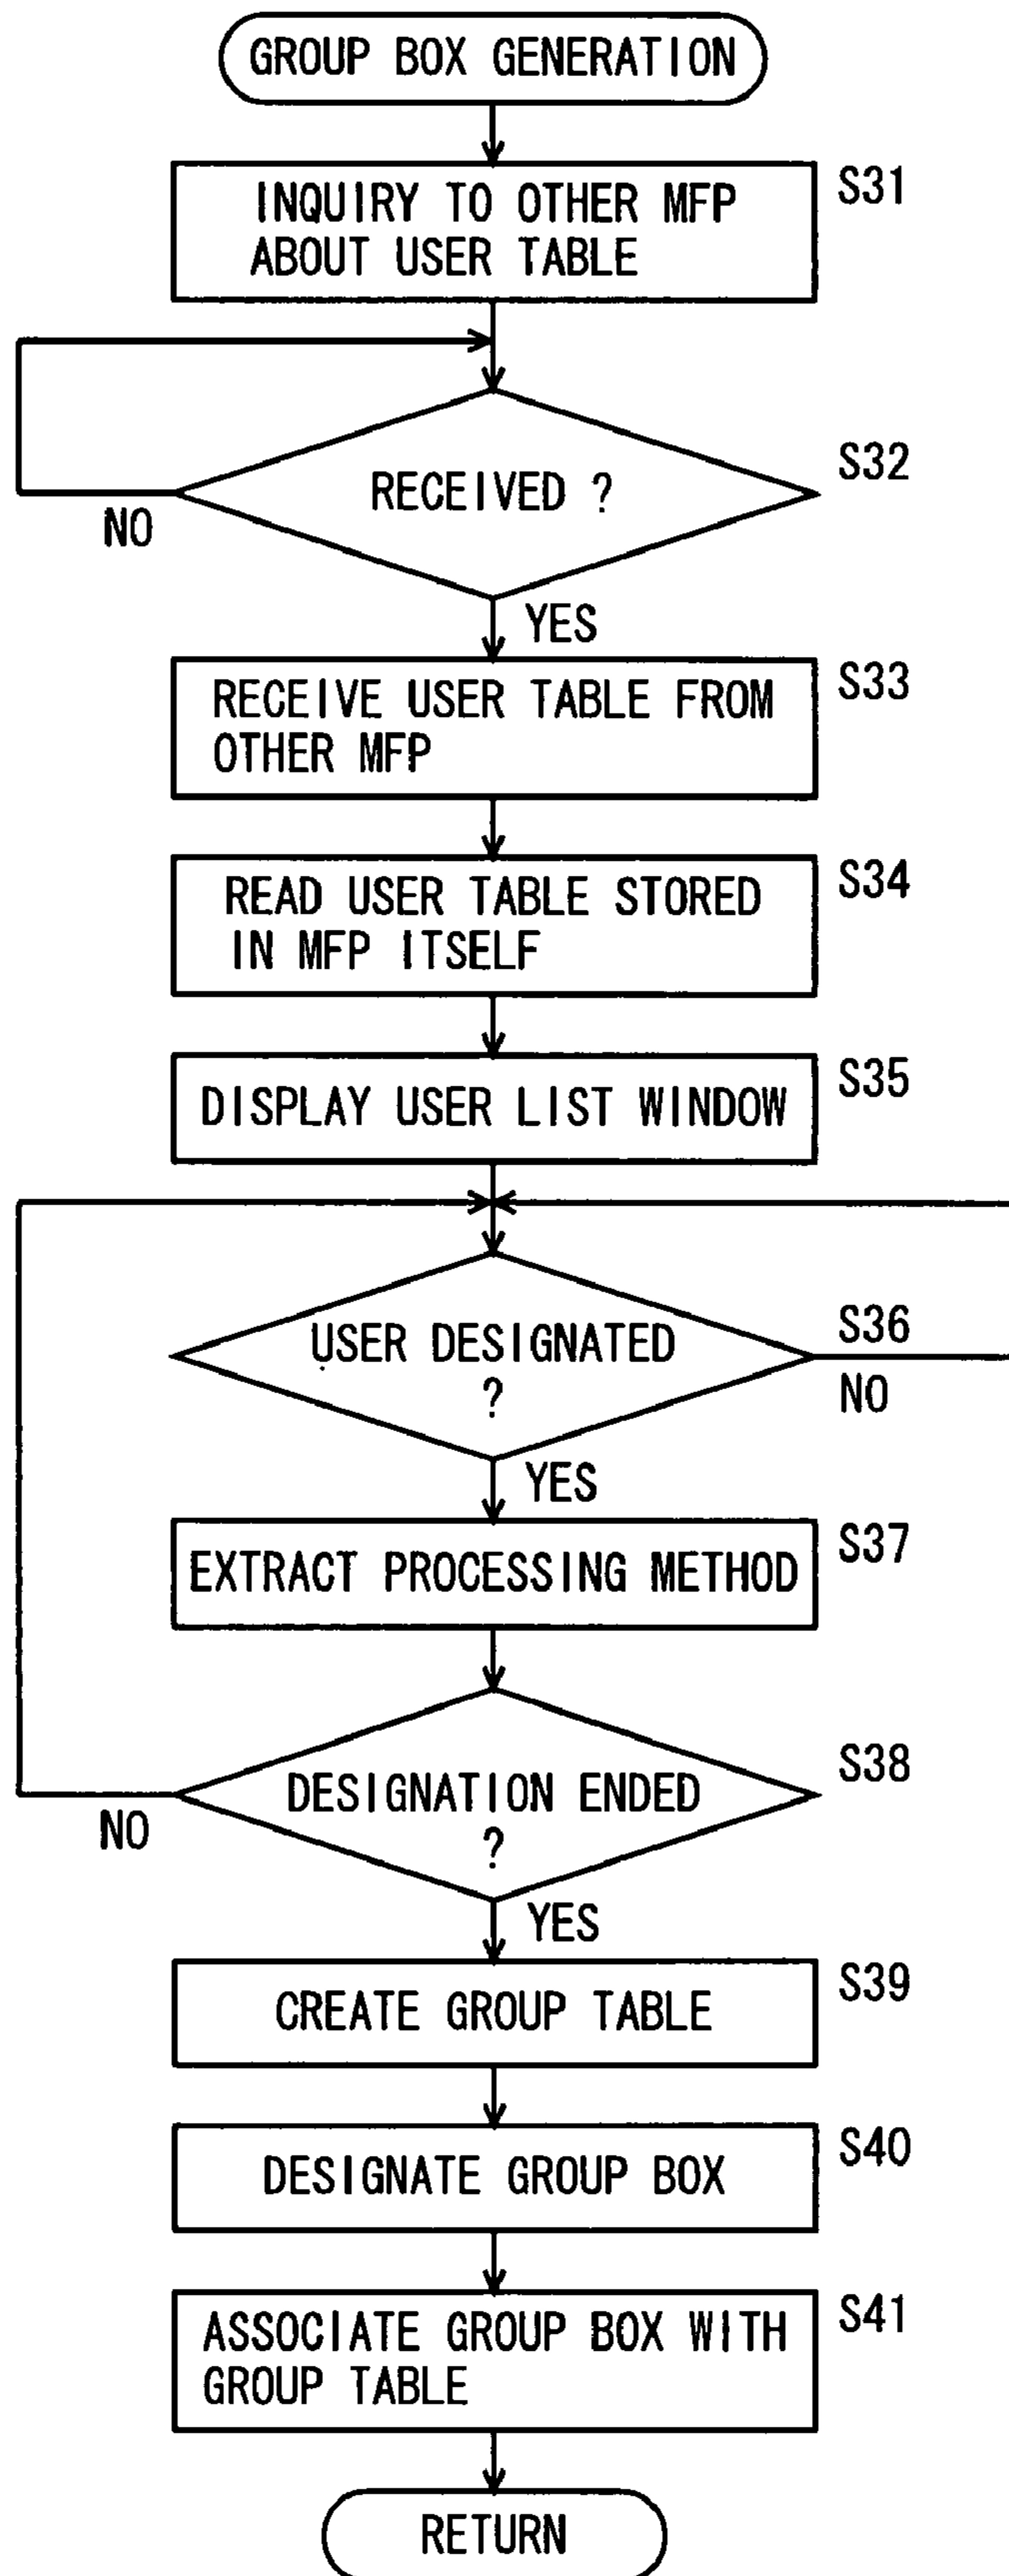 GROUP BOX GENERATION
INQUIRY TO OTHER MFP
ABOUT USER TABLE
S31
RECEIVED ?
S32
NO
YES
RECEIVE USER TABLE FROM
OTHER MFP
S33
READ USER TABLE STORED
IN MFP ITSELF
S34
DISPLAY USER LIST WINDOW
S35
USER DESIGNATED
?
S36
NO
YES
EXTRACT PROCESSING METHOD
S37
DESIGNATION ENDED
?
S38
NO
YES
CREATE GROUP TABLE
S39
DESIGNATE GROUP BOX
S40
ASSOCIATE GROUP BOX WITH
GROUP TABLE
S41
RETURN